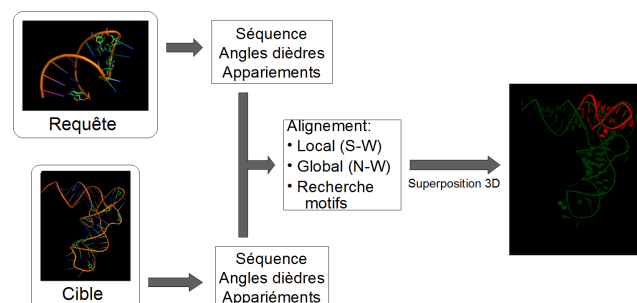 Requête
Séquence
Angles dièdres
Appariements
Alignement:
• Local (S-W)
• Global (N-W)
• Recherche
motifs
Superposition 3D
Cible
Séquence
Angles dièdres
Appariéments